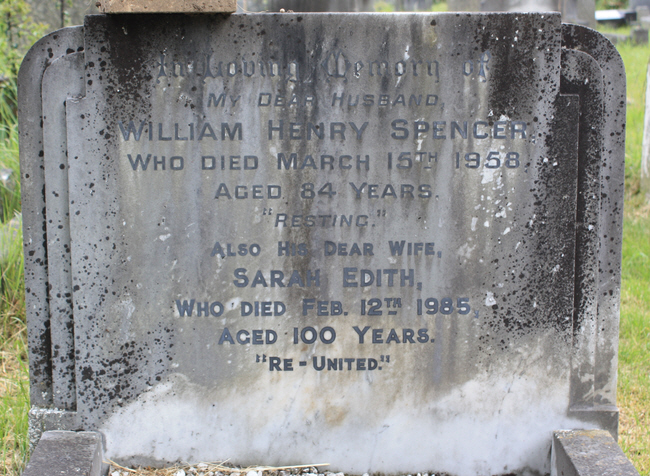 In Loving Memory of
My Dear Husband,
William Henry Spencer,
Who died March 15th 1958.
Aged 84 Years.
"Resting."
Also His Dear Wife,
Sarah Edith,
Who died Feb. 12th 1985,
Aged 100 Years.
"Re-United."